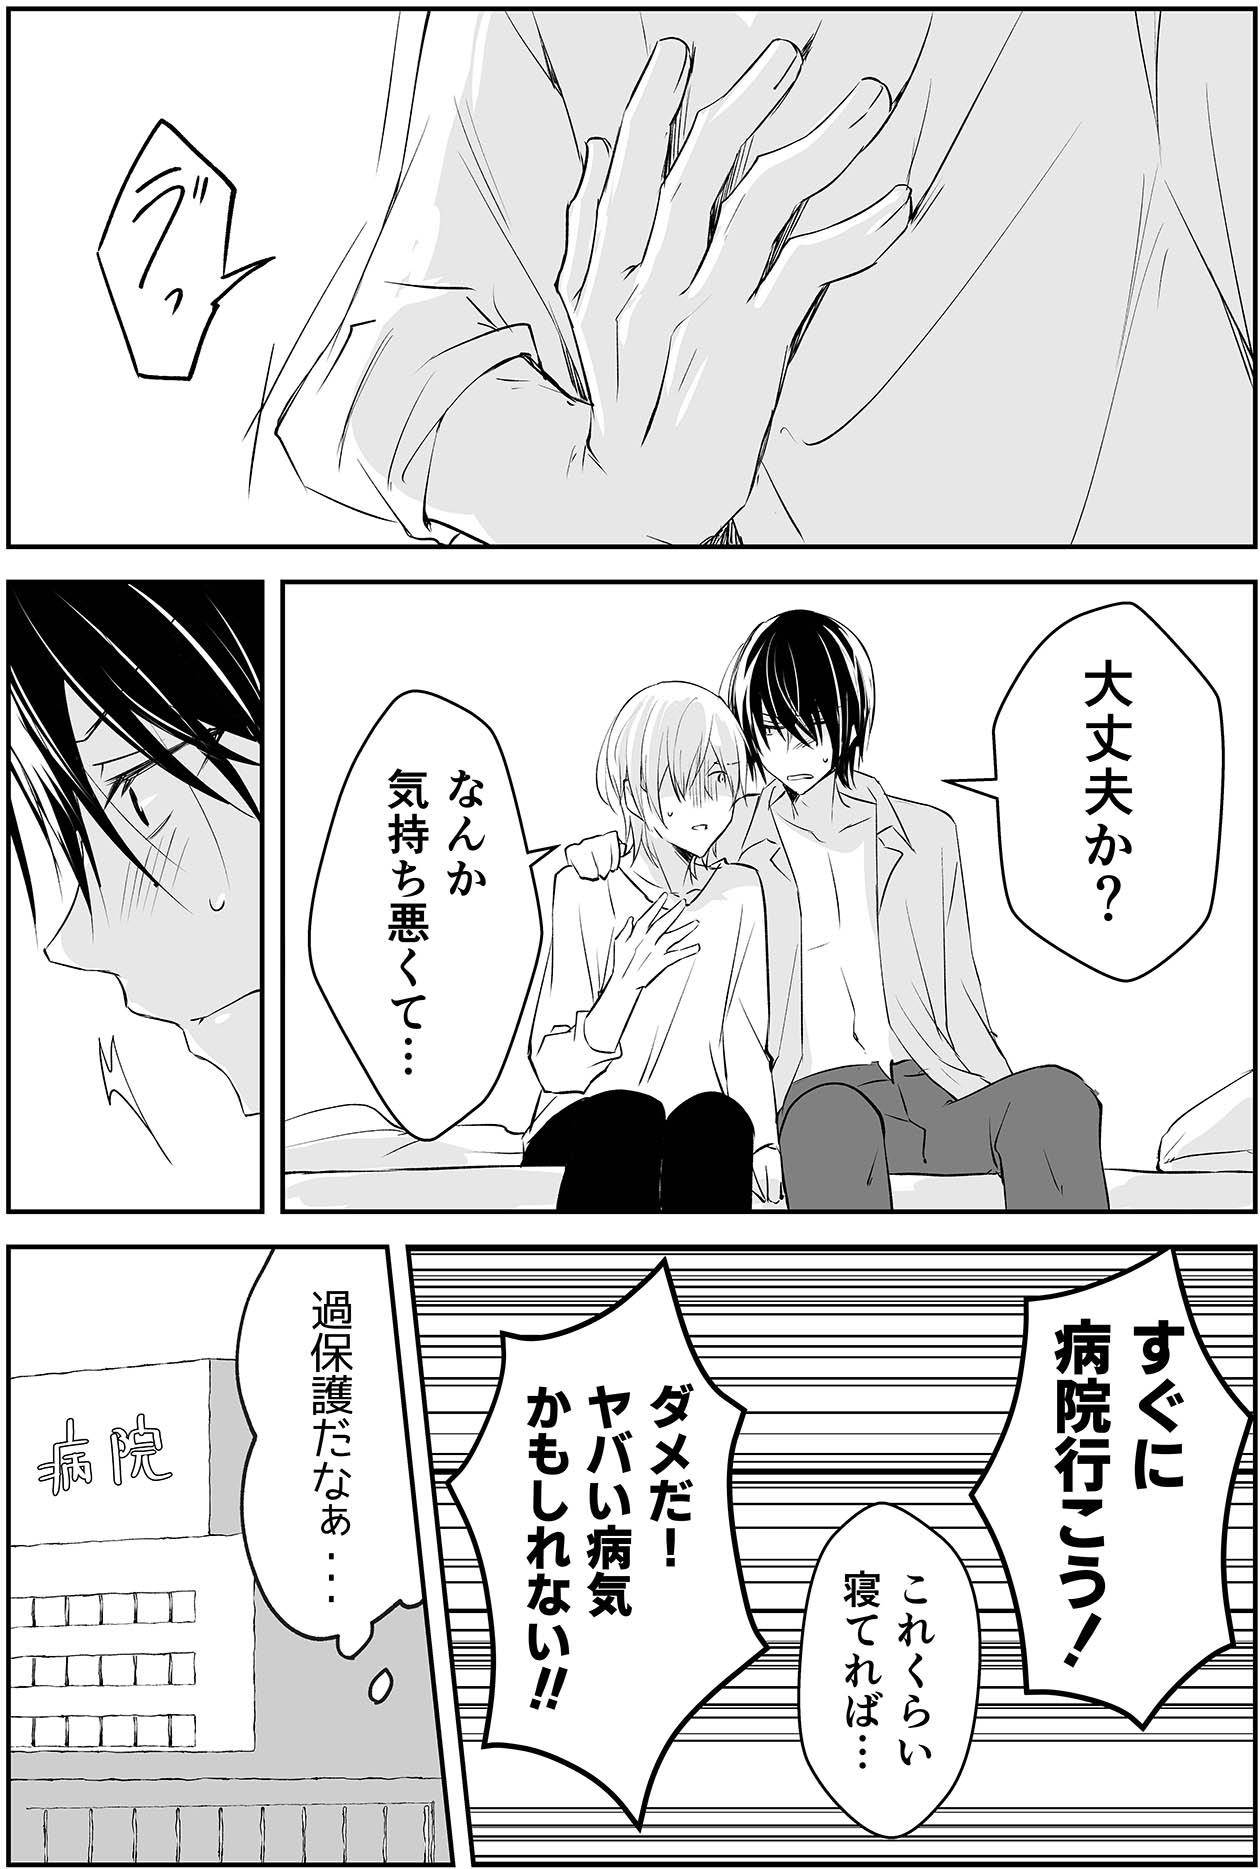 ゔっ
大丈夫か？
なんか
気持ち悪くて…
すぐに
病院行こう！
これくらい
寝てれば…
ダメだ！
ヤバい病気
かもしれない!!
過保護だなぁ…
病院